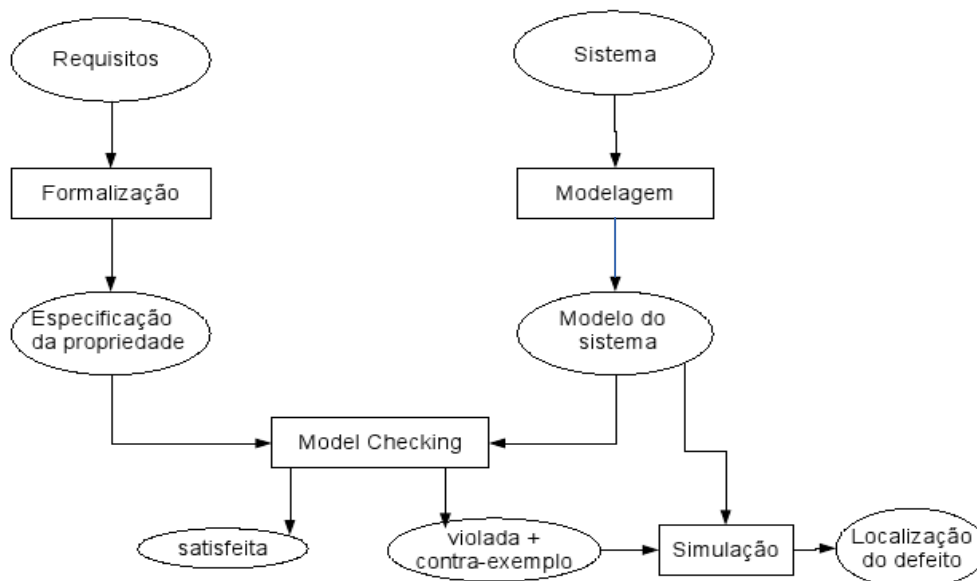 Requisitos
Sistema
Formalização
Modelagem
Especificação
da propriedade
Modelo do
sistema
Model Checking
satisfeita
violada +
contra-exemplo
Simulação
Localização
do defeito